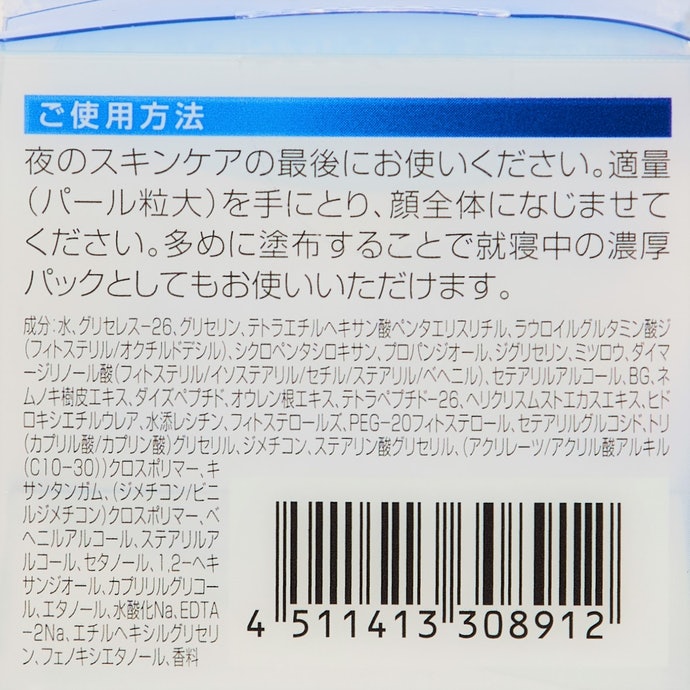 ご使用方法
夜のスキンケアの最後にお使いください。適量
(パール粒大)を手にとり、顔全体になじませて
ください。多めに塗布することで就寝中の濃厚
パックとしてもお使いいただけます。
成分:水、グリセレス-26、グリセリン、テトラエチルヘキサン酸ペンタエリスリチル、ラウロイルグルタミン酸ジ
(フィトステリル/オクチルドデシル)、シクロペンタシロキサン、プロパンジオール、ジグリセリン、ミツロウ、ダイマ
ージリノール酸(フィトステリル/イソステアリル/セチル/ステアリル/ベヘニル)、セテアリルアルコール、BG、ネ
ムノキ樹皮エキス、ダイズペプチド、オウレン根エキス、テトラペプチド-26、ヘリクリスムストエカスエキス、ヒド
ロキシエチルウレア、水添レシチン、フィトステロールズ、PEG-20フィトステロール、セテアリルグルコシド、トリ
(カプリル酸/カプリン酸)グリセリル、ジメチコン、ステアリン酸グリセリル、(アクリレーツ/アクリル酸アルキル
(C10-30))クロスポリマー、キ
サンタンガム、(ジメチコン/ビニ
ルジメチコン)クロスポリマー、ベ
ヘニルアルコール、ステアリルア
ルコール、セタノール、1,2-ヘキ
サンジオール、カプリリルグリコー
ル、エタノール、水酸化Na、EDTA
-2Na、エチルヘキシルグリセリ
ン、フェノキシエタノール、香料
4 511413 308912